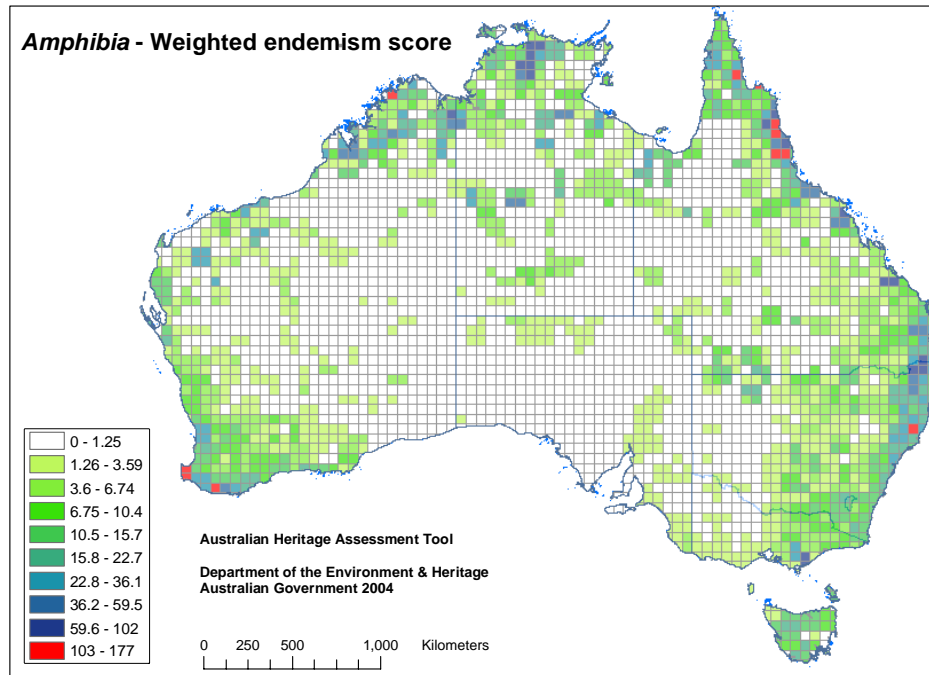 Amphibia - Weighted endemism score
0 - 1.25
1.26 - 3.59
3.6 - 6.74
6.75 - 10.4
10.5 - 15.7
15.8 - 22.7
22.8 - 36.1
36.2 - 59.5
59.6 - 102
103 - 177
Australian Heritage Assessment Tool
Department of the Environment & Heritage
Australian Government 2004
0 250 500 1,000 Kilometers